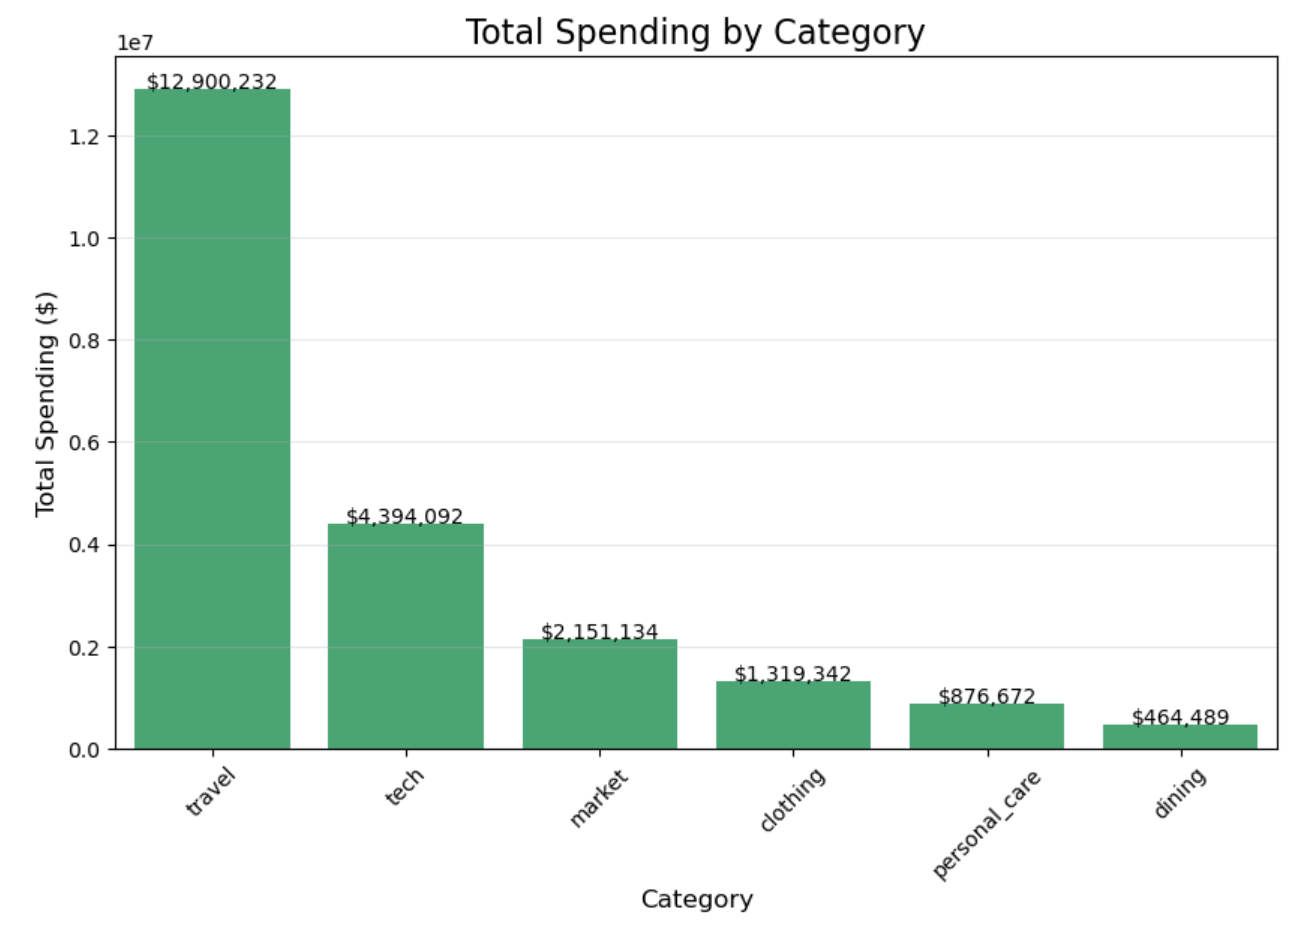 Total Spending by Category
1e7
$12,900,232
1.2
1.0
0.8
0.6
0.4
0.2
0.0
Total Spending ($)
$4,394,092
$2,151,134
$1,319,342
$876,672
$464,489
travel
tech
market
clothing
personal_care
dining
Category